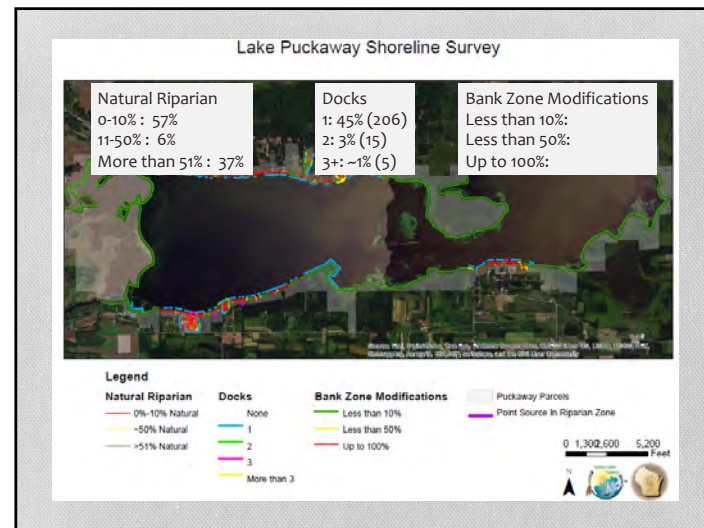 Lake Puckaway Shoreline Survey
Natural Riparian
0-10% : 57%
11-50% : 6%
More than 51% : 37%
Docks
1: 45% (206)
2: 3% (15)
3+: ~1% (5)
Bank Zone Modifications
Less than 10%:
Less than 50%:
Up to 100%:
Legend
Natural Riparian
0%-10% Natural
~50% Natural
>51% Natural
Docks
None
1
2
3
More than 3
Bank Zone Modifications
Less than 10%
Less than 50%
Up to 100%
Puckaway Parcels
Point Source In Riparian Zone
0 1,300 2,600 5,200
Feet
N